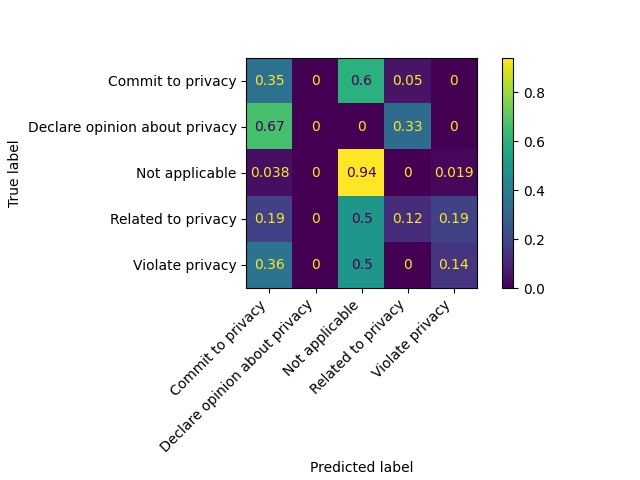 Commit to privacy 0.35 0 0.6 0.05 0
Declare opinion about privacy 0.67 0 0 0.33 0
Not applicable 0.038 0 0.94 0 0.019
Related to privacy 0.19 0 0.5 0.12 0.19
Violate privacy 0.36 0 0.5 0 0.14
True label
Commit to privacy
Declare opinion about privacy
Not applicable
Related to privacy
Violate privacy
Predicted label
0.8
0.6
0.4
0.2
0.0